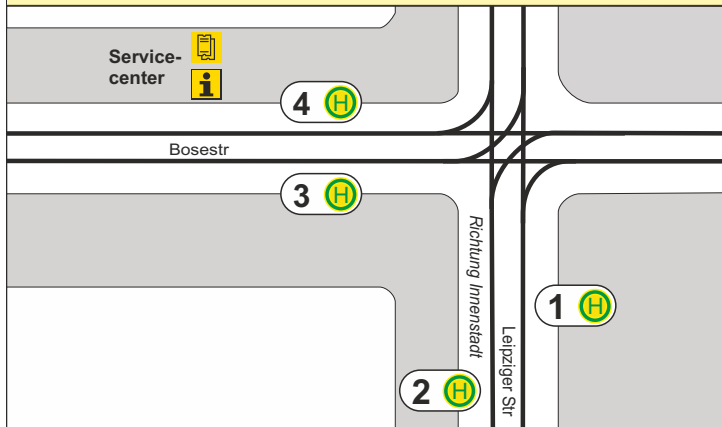 Service-
center
i
4 H
Bosestr
3 H
Richtung Innenstadt
1 H
Leipziger Str
2 H